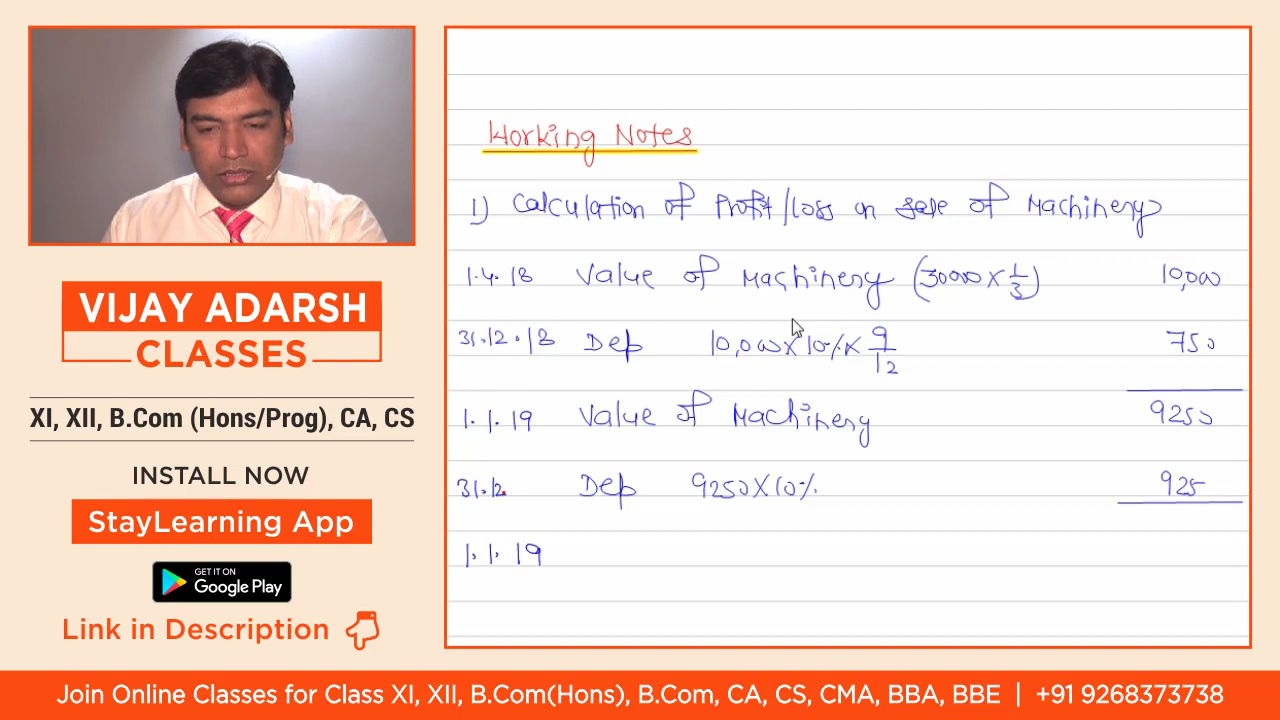 VIJAY ADARSH
CLASSES
XI, XII, B.Com (Hons/Prog), CA, CS
INSTALL NOW
StayLearning App
GET IT ON
Google Play
Link in Description
Working Notes
1) Calculation of Profit/Loss on sale of Machinery
1.4.18 Value of Machinery (30000 X 1/3) 10,000
31.12.18 Dep 10,000 X 10% X 9/12 750
1.1.19 Value of Machinery 9250
31.12. Dep 9250 X 10% 925
1.1.19
Join Online Classes for Class XI, XII, B.Com(Hons), B.Com, CA, CS, CMA, BBA, BBE | +91 9268373738